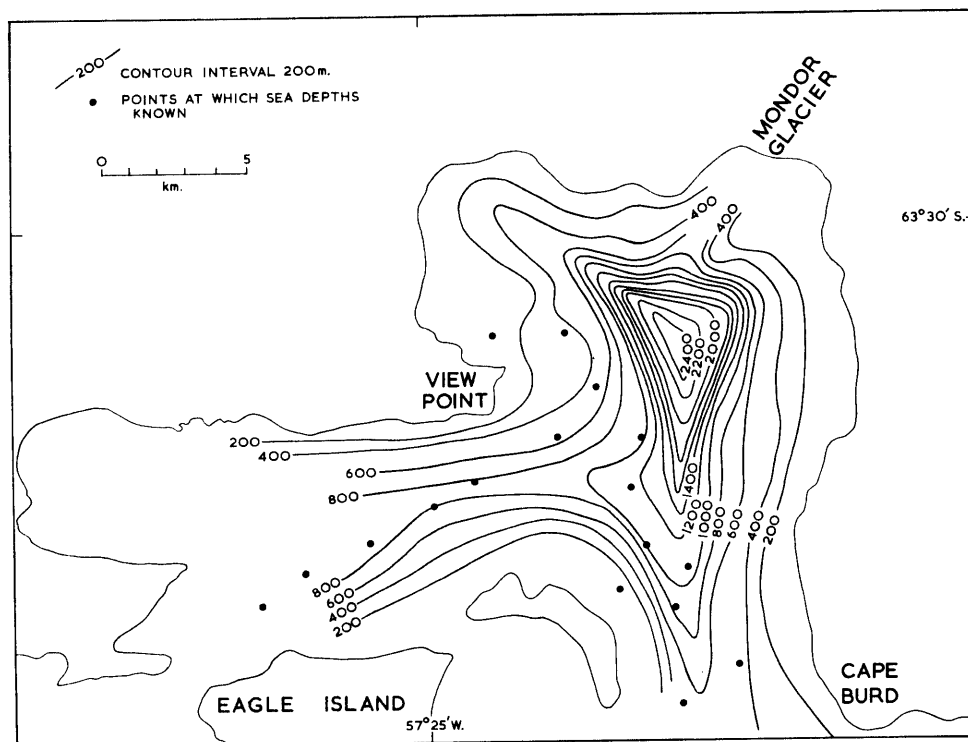 200
CONTOUR INTERVAL 200m.
POINTS AT WHICH SEA DEPTHS
KNOWN
0
5
km.
MONDOR
GLACIER
63°30' S.
400
400
2400
2200
2000
VIEW
POINT
200
400
600
800
1400
1200
1000
800
600
400
200
800
600
400
200
EAGLE ISLAND
57°25'W.
CAPE
BURD